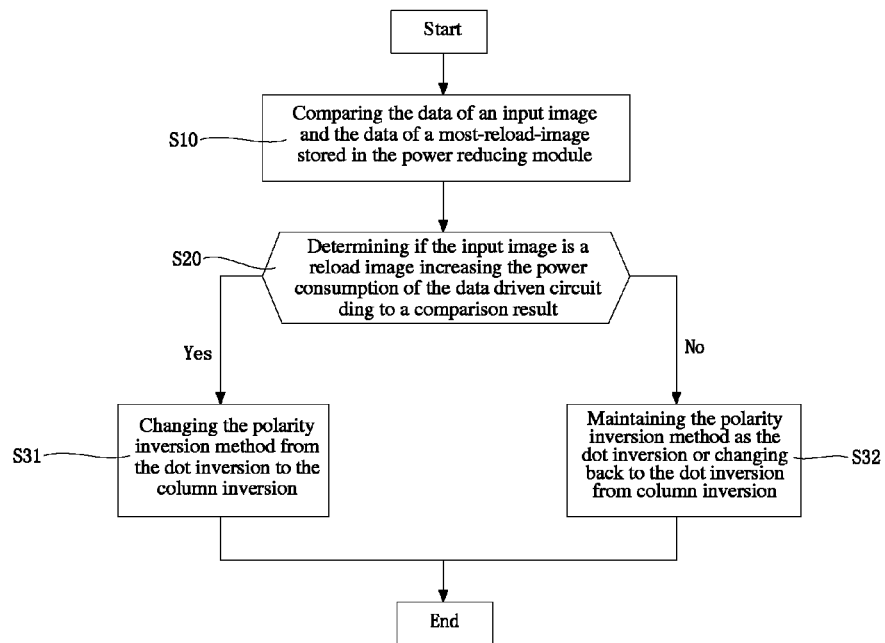 Start
S10
Comparing the data of an input image
and the data of a most-reload-image
stored in the power reducing module
S20
Determining if the input image is a
reload image increasing the power
consumption of the data driven circuit
ding to a comparison result
Yes
No
S31
Changing the polarity
inversion method from
the dot inversion to the
column inversion
Maintaining the polarity
inversion method as the
dot inversion or changing
back to the dot inversion
from column inversion
S32
End